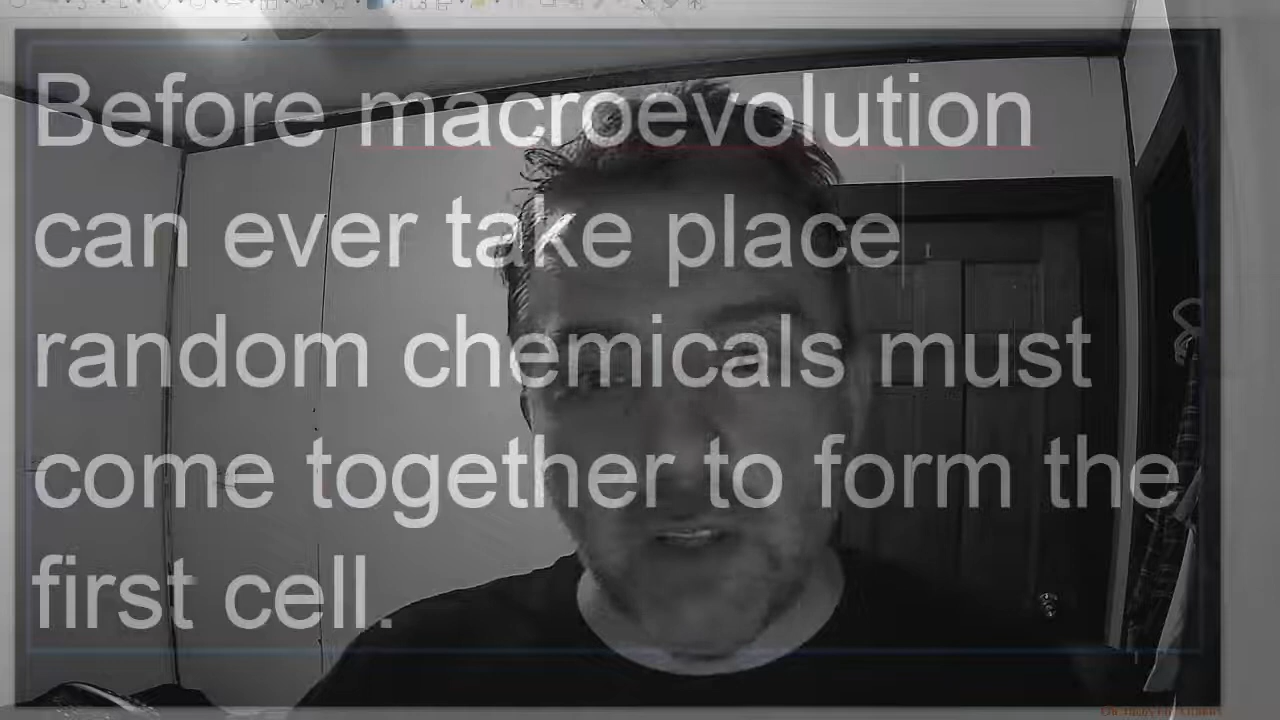 Before macroevolution
can ever take place
random chemicals must
come together to form the
first cell.